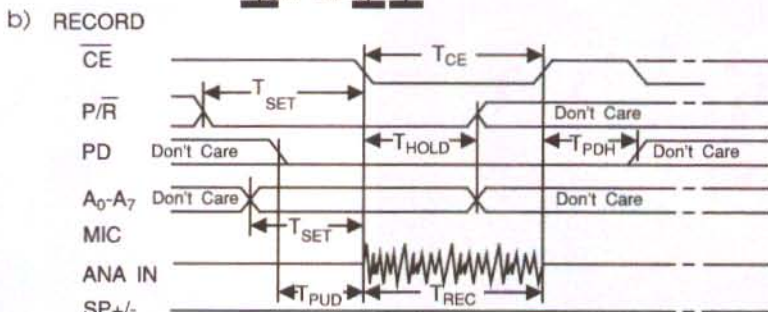 b) RECORD
C̅E̅ T_CE
T_SET
P/R̅ Don't Care
PD Don't Care T_HOLD T_PDH Don't Care
A₀-A₇ Don't Care Don't Care
T_SET
MIC
ANA IN
T_PUD T_REC
SP+/-